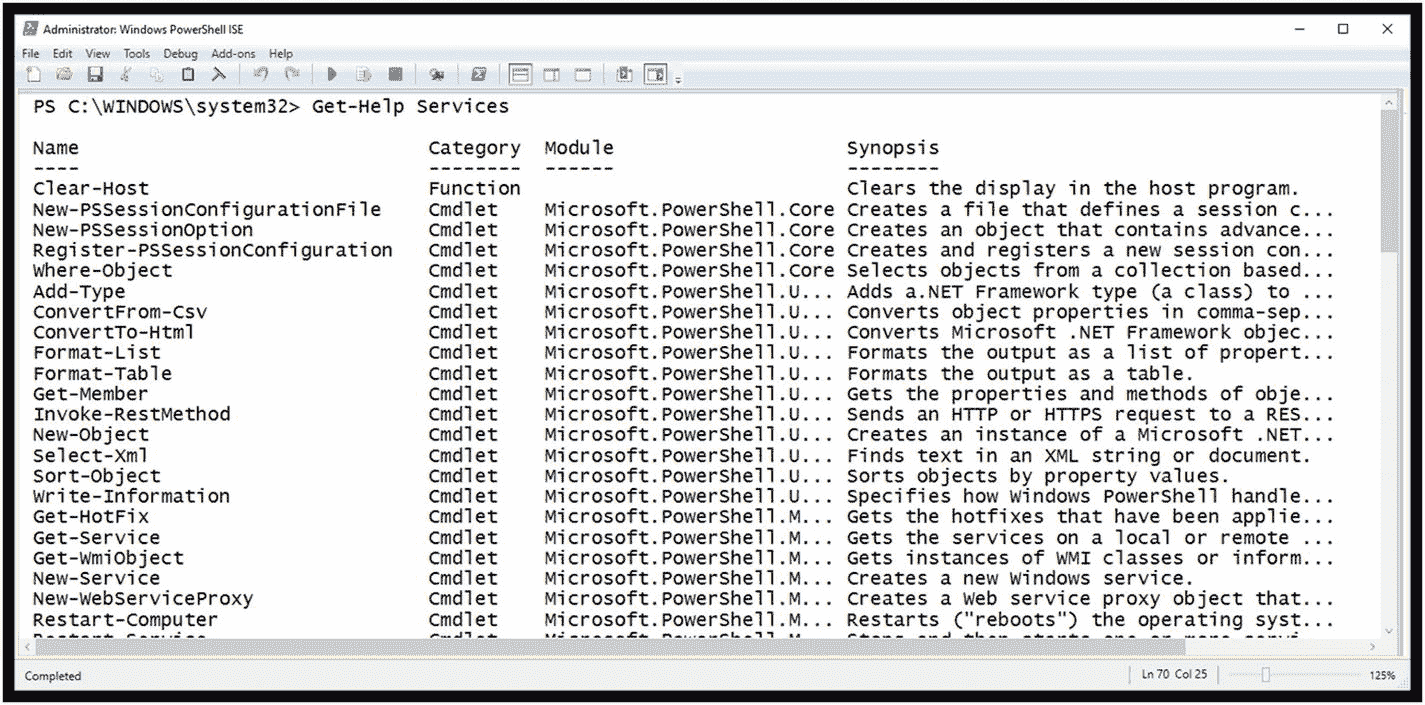 Administrator: Windows PowerShell ISE
File Edit View Tools Debug Add-ons Help
PS C:\WINDOWS\system32> Get-Help Services
Name Category Module Synopsis
---- -------- ------ --------
Clear-Host Function Clears the display in the host program.
New-PSSessionConfigurationFile Cmdlet Microsoft.PowerShell.Core Creates a file that defines a session c...
New-PSSessionOption Cmdlet Microsoft.PowerShell.Core Creates an object that contains advance...
Register-PSSessionConfiguration Cmdlet Microsoft.PowerShell.Core Creates and registers a new session con...
Where-Object Cmdlet Microsoft.PowerShell.Core Selects objects from a collection based...
Add-Type Cmdlet Microsoft.PowerShell.U... Adds a.NET Framework type (a class) to ...
ConvertFrom-Csv Cmdlet Microsoft.PowerShell.U... Converts object properties in comma-sep...
ConvertTo-Html Cmdlet Microsoft.PowerShell.U... Converts Microsoft .NET Framework objec...
Format-List Cmdlet Microsoft.PowerShell.U... Formats the output as a list of propert...
Format-Table Cmdlet Microsoft.PowerShell.U... Formats the output as a table.
Get-Member Cmdlet Microsoft.PowerShell.U... Gets the properties and methods of obje...
Invoke-RestMethod Cmdlet Microsoft.PowerShell.U... Sends an HTTP or HTTPS request to a RES...
New-Object Cmdlet Microsoft.PowerShell.U... Creates an instance of a Microsoft .NET...
Select-Xml Cmdlet Microsoft.PowerShell.U... Finds text in an XML string or document.
Sort-Object Cmdlet Microsoft.PowerShell.U... Sorts objects by property values.
Write-Information Cmdlet Microsoft.PowerShell.U... Specifies how Windows PowerShell handle...
Get-HotFix Cmdlet Microsoft.PowerShell.M... Gets the hotfixes that have been applie...
Get-Service Cmdlet Microsoft.PowerShell.M... Gets the services on a local or remote ...
Get-WmiObject Cmdlet Microsoft.PowerShell.M... Gets instances of WMI classes or inform...
New-Service Cmdlet Microsoft.PowerShell.M... Creates a new Windows service.
New-WebServiceProxy Cmdlet Microsoft.PowerShell.M... Creates a Web service proxy object that...
Restart-Computer Cmdlet Microsoft.PowerShell.M... Restarts ("reboots") the operating syst...
Restart-Service Cmdlet Microsoft.PowerShell.M... Stops and then starts one or more servi...
Completed Ln 70 Col 25 125%